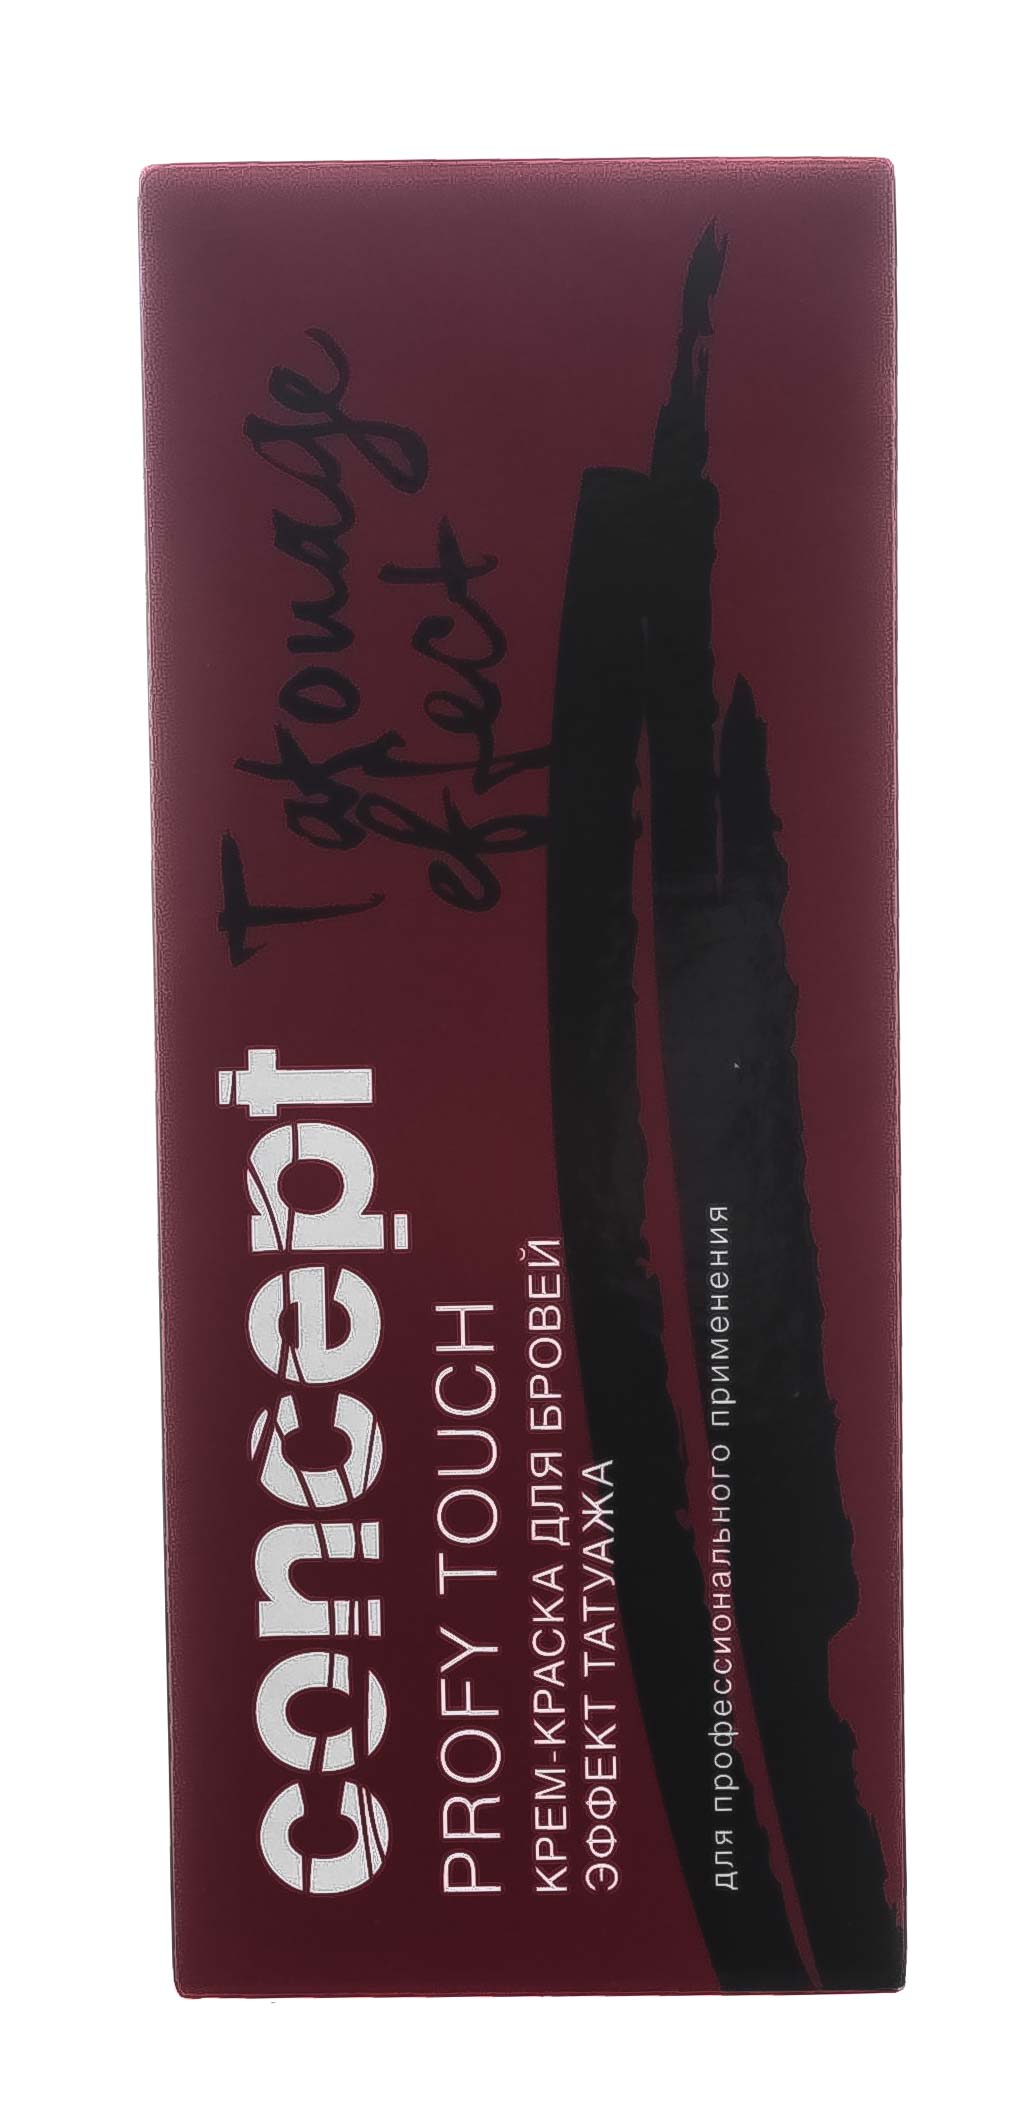 concept
Tatouage
effect
PROFY TOUCH
КРЕМ-КРАСКА ДЛЯ БРОВЕЙ
ЭФФЕКТ ТАТУАЖА
для профессионального применения